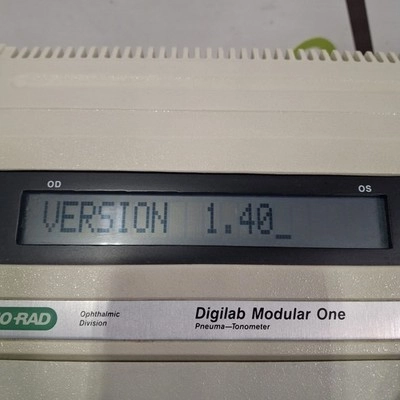 OD OS
VERSION 1.40_
O-RAD Ophthalmic Division
Digilab Modular One
Pneuma—Tonometer